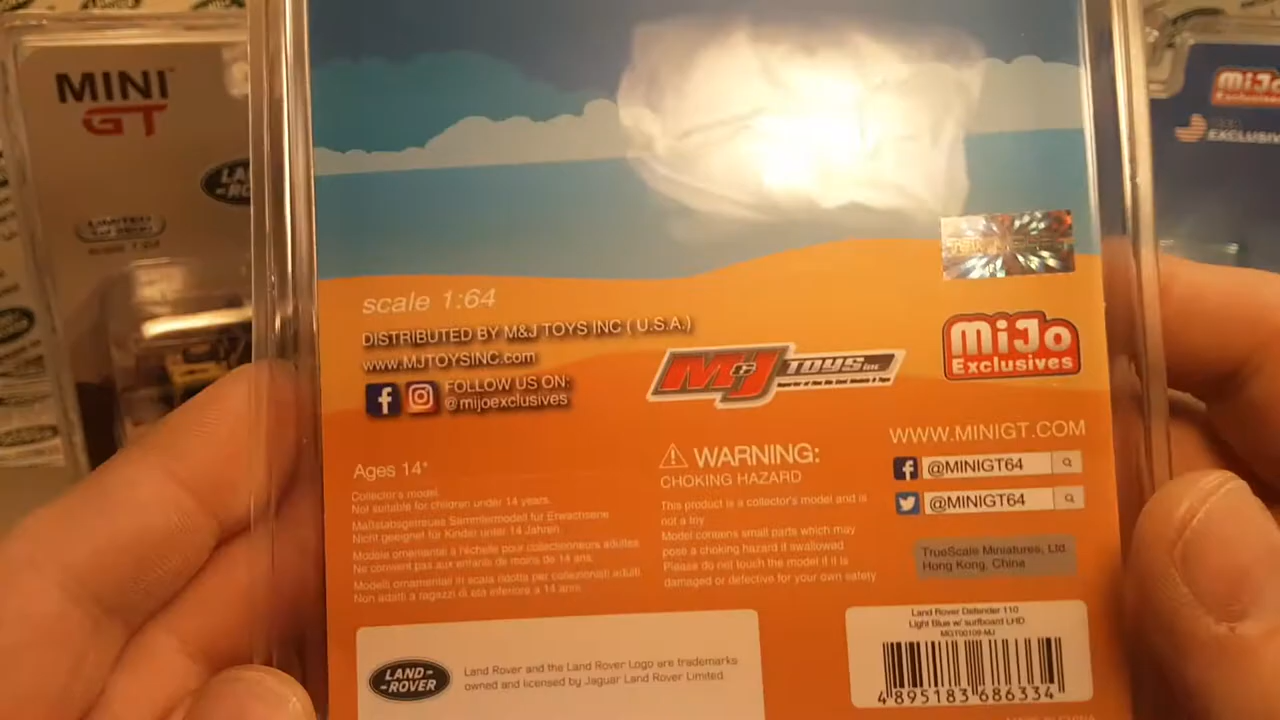 MINI
GT
LIMITED
MiJo
Exclusives
EXCLUSIV
scale 1:64
DISTRIBUTED BY M&J TOYS INC ( U.S.A.)
www.MJTOYSINC.com
FOLLOW US ON:
@mijoexclusives
M&J TOYS inc
MiJo
Exclusives
WWW.MINIGT.COM
@MINIGT64
@MINIGT64
TrueScale Miniatures, Ltd.
Hong Kong, China
Ages 14+
Collector's model.
Not suitable for children under 14 years.
Maßstabsgetreues Sammlermodell für Erwachsene
Nicht geeignet für Kinder unter 14 Jahren.
Modèle ornemental à l'échelle pour collectionneurs adultes
Ne convient pas aux enfants de moins de 14 ans.
Modelli ornamentali in scala ridotta per collezionisti adulti
Non adatti a ragazzi di età inferiore a 14 anni.
WARNING:
CHOKING HAZARD
This product is a collector's model and is
not a toy
Model contains small parts which may
pose a choking hazard if swallowed
Please do not touch the model if it is
damaged or defective for your own safety
LAND-
ROVER
Land Rover and the Land Rover Logo are trademarks
owned and licensed by Jaguar Land Rover Limited.
Land Rover Defender 110
Light Blue w/ surfboard LHD
MGT00109-MJ
4 895183 686334